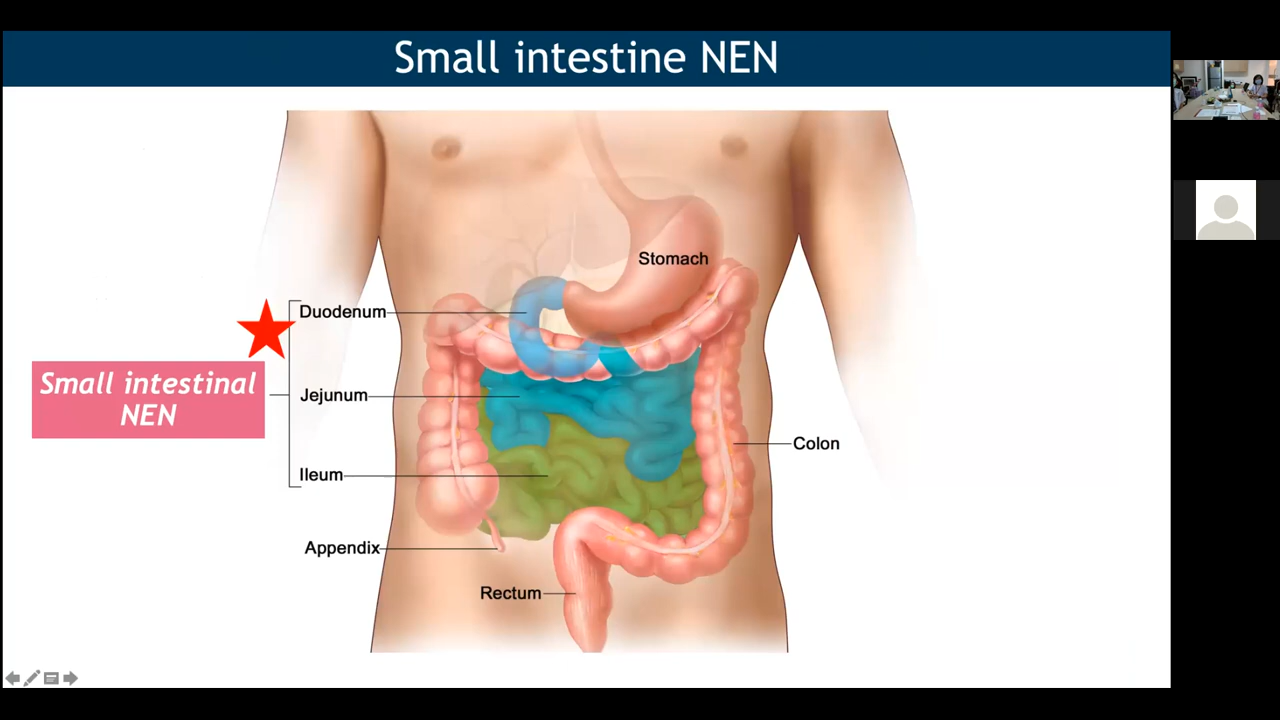 Small intestine NEN
Stomach
Duodenum
Small intestinal
NEN
Jejunum
Colon
Ileum
Appendix
Rectum